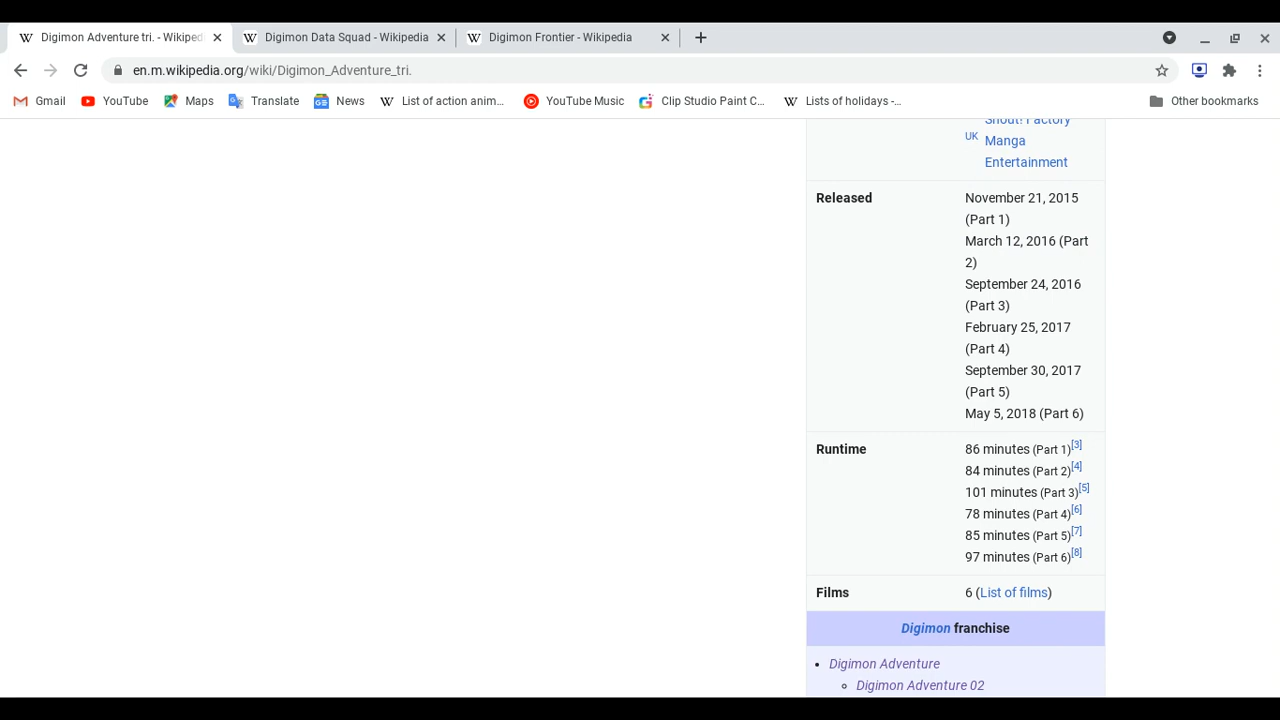 Digimon Adventure tri. - Wikiped
Digimon Data Squad - Wikipedia
Digimon Frontier - Wikipedia
en.m.wikipedia.org/wiki/Digimon_Adventure_tri.
Gmail
YouTube
Maps
Translate
News
List of action anim...
YouTube Music
Clip Studio Paint C...
Lists of holidays -...
Other bookmarks
Shout! Factory
UK Manga
Entertainment
Released
November 21, 2015
(Part 1)
March 12, 2016 (Part
2)
September 24, 2016
(Part 3)
February 25, 2017
(Part 4)
September 30, 2017
(Part 5)
May 5, 2018 (Part 6)
Runtime
86 minutes (Part 1)[3]
84 minutes (Part 2)[4]
101 minutes (Part 3)[5]
78 minutes (Part 4)[6]
85 minutes (Part 5)[7]
97 minutes (Part 6)[8]
Films
6 (List of films)
Digimon franchise
• Digimon Adventure
◦ Digimon Adventure 02